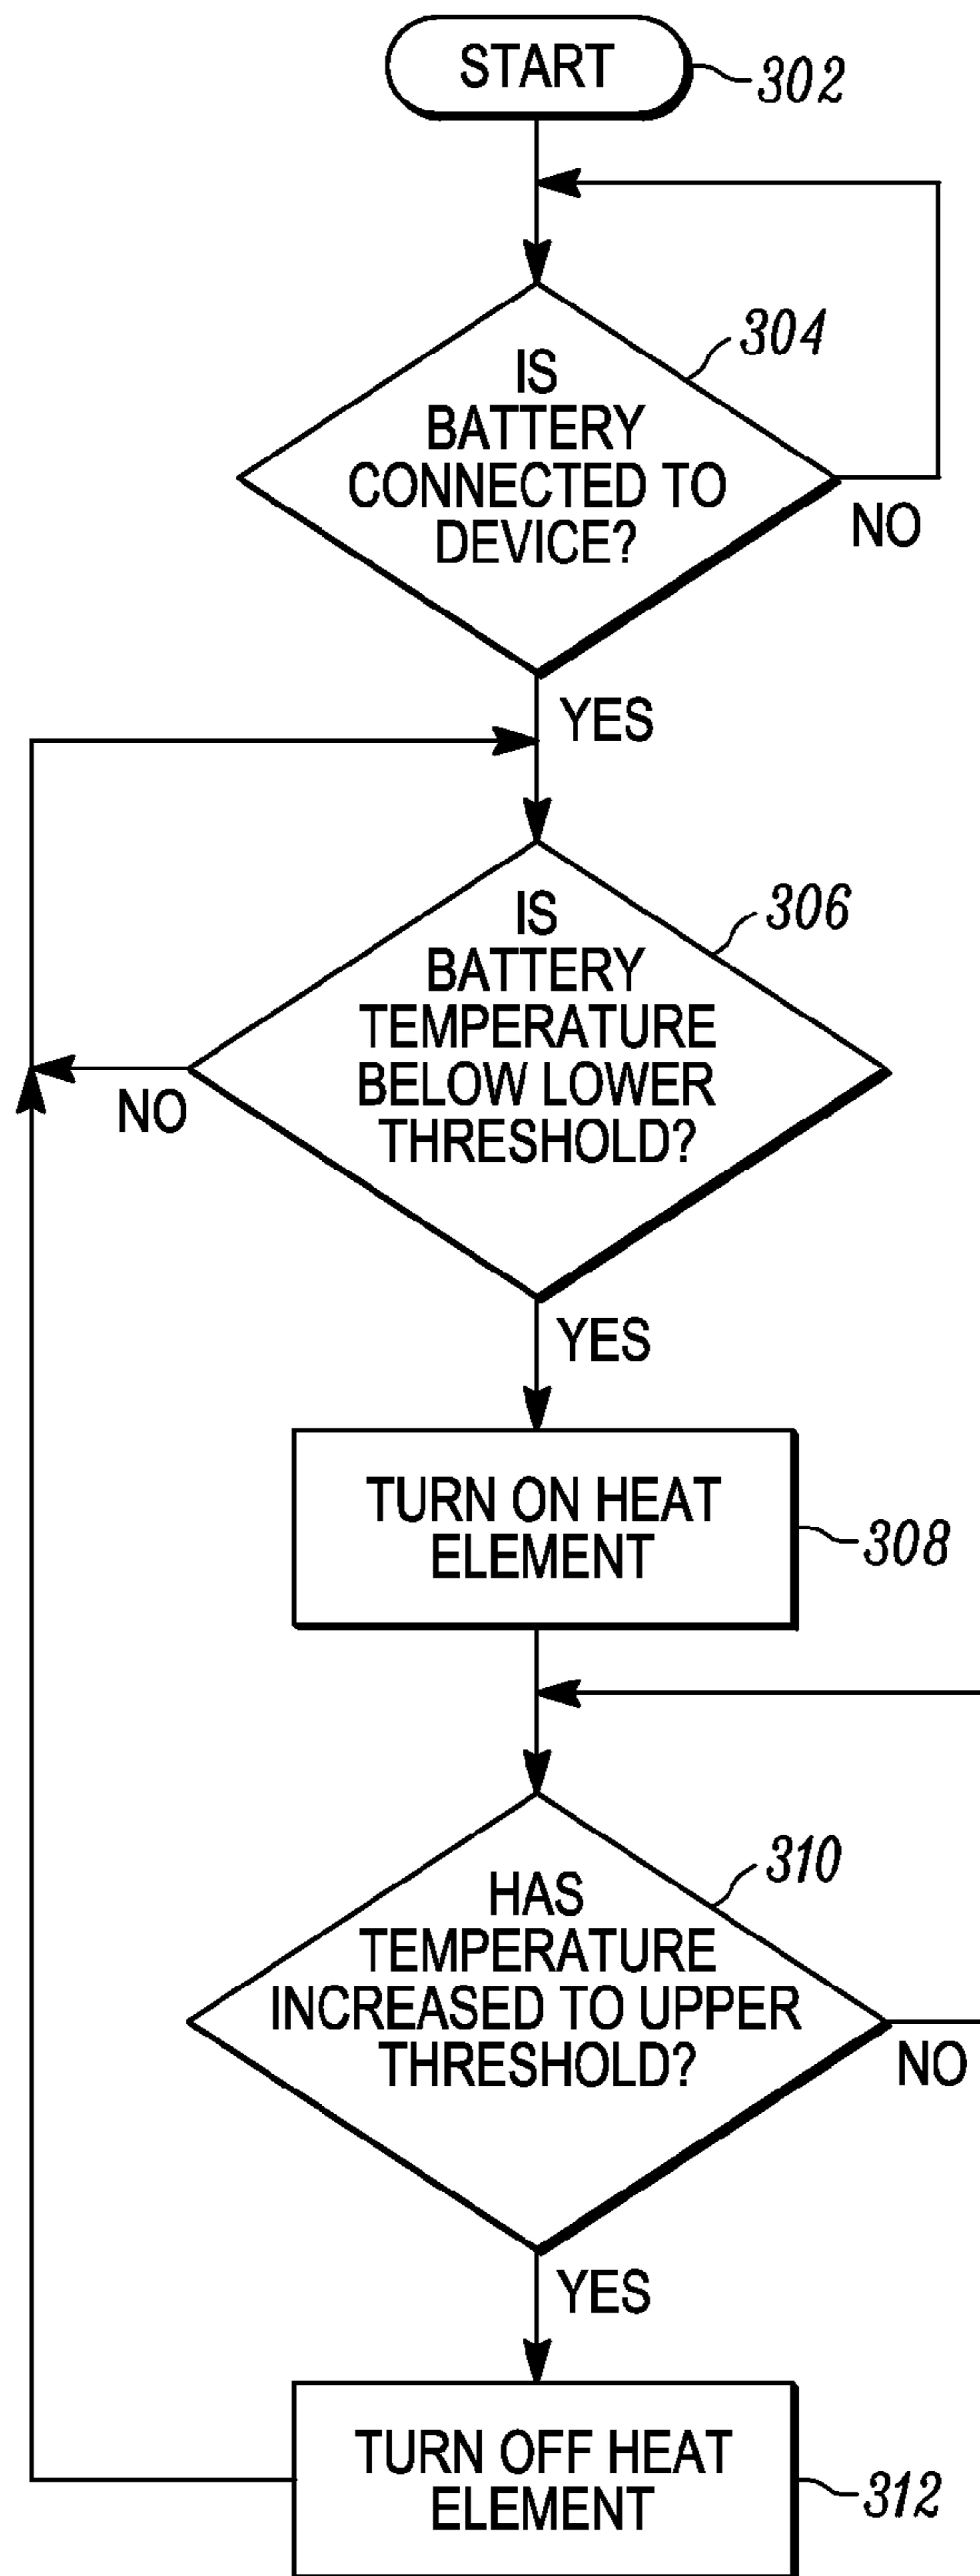 START
302
304
IS
BATTERY
CONNECTED TO
DEVICE?
NO
YES
306
IS
BATTERY
TEMPERATURE
BELOW LOWER
THRESHOLD?
NO
YES
TURN ON HEAT
ELEMENT
308
310
HAS
TEMPERATURE
INCREASED TO UPPER
THRESHOLD?
NO
YES
TURN OFF HEAT
ELEMENT
312